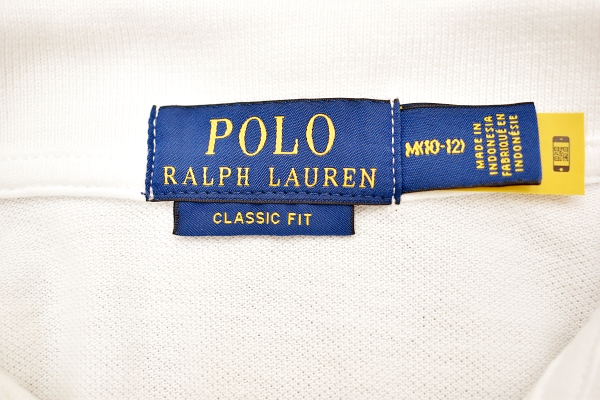 POLO
RALPH LAUREN
CLASSIC FIT
M(10-12)
MADE IN
INDONESIA
FABRIQUÉ EN
INDONÉSIE